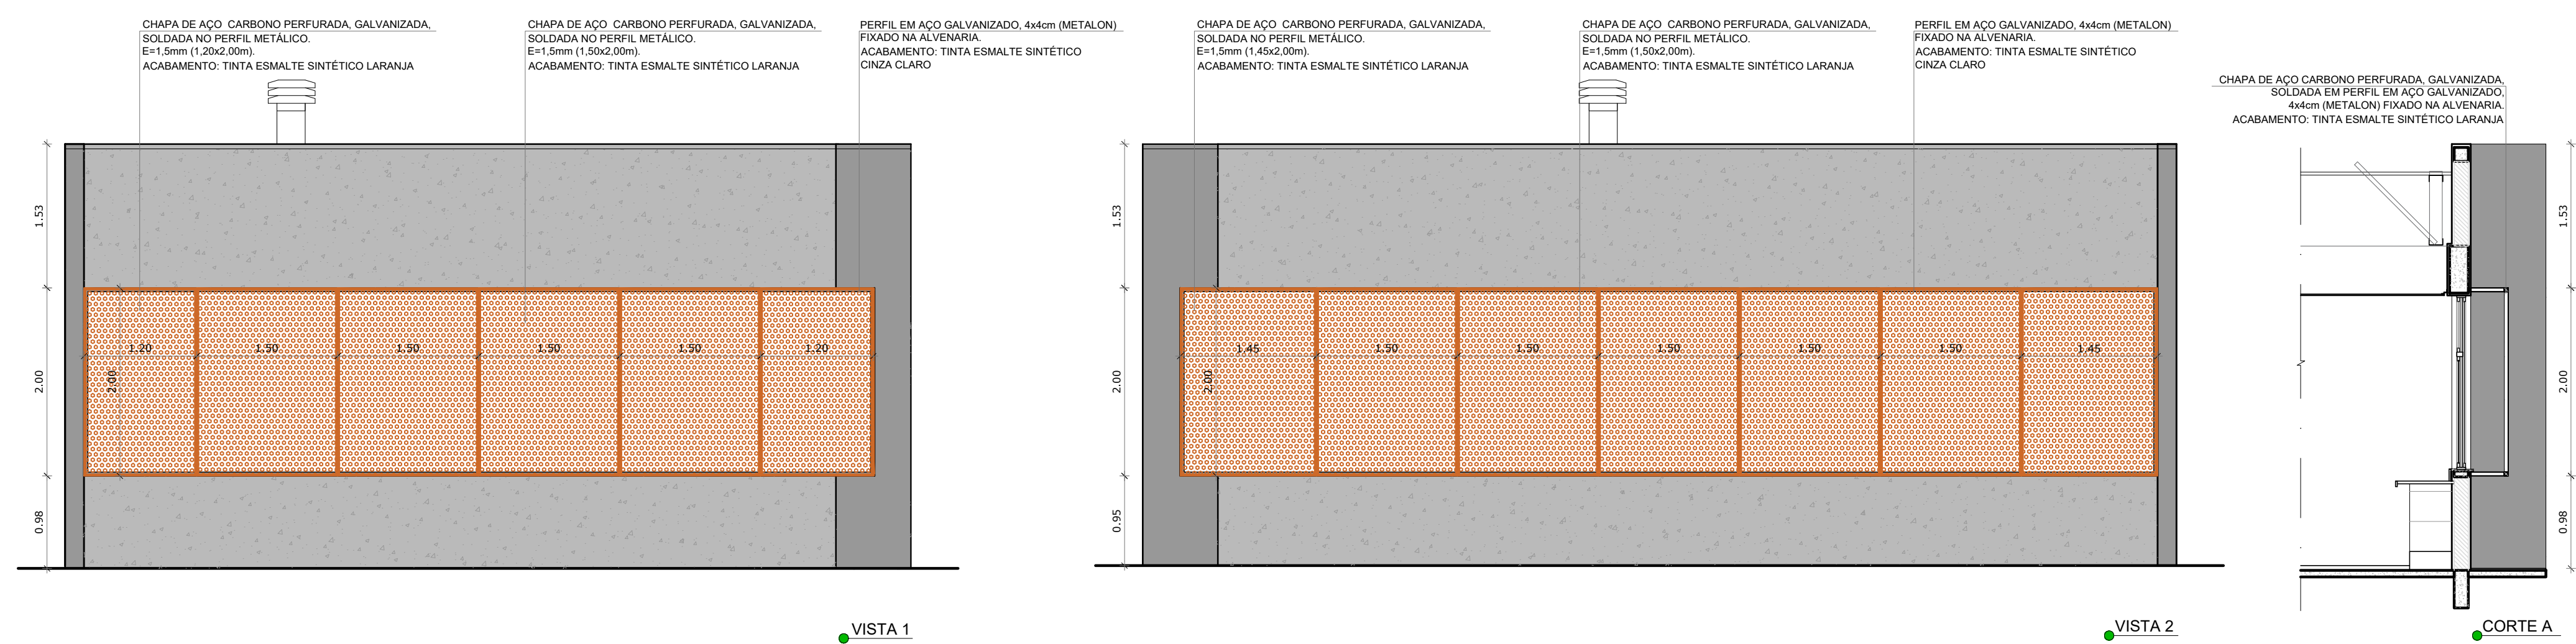 CHAPA DE AÇO  CARBONO PERFURADA, GALVANIZADA,
SOLDADA NO PERFIL METÁLICO.
E=1,5mm (1,20x2,00m).
ACABAMENTO: TINTA ESMALTE SINTÉTICO LARANJA
CHAPA DE AÇO  CARBONO PERFURADA, GALVANIZADA,
SOLDADA NO PERFIL METÁLICO.
E=1,5mm (1,50x2,00m).
ACABAMENTO: TINTA ESMALTE SINTÉTICO LARANJA
PERFIL EM AÇO GALVANIZADO, 4x4cm (METALON)
FIXADO NA ALVENARIA.
ACABAMENTO: TINTA ESMALTE SINTÉTICO
CINZA CLARO
1.53
2.00
0.98
1.20
1.50
1.50
1.50
1.50
1.20
2.00
VISTA 1
CHAPA DE AÇO  CARBONO PERFURADA, GALVANIZADA,
SOLDADA NO PERFIL METÁLICO.
E=1,5mm (1,45x2,00m).
ACABAMENTO: TINTA ESMALTE SINTÉTICO LARANJA
CHAPA DE AÇO  CARBONO PERFURADA, GALVANIZADA,
SOLDADA NO PERFIL METÁLICO.
E=1,5mm (1,50x2,00m).
ACABAMENTO: TINTA ESMALTE SINTÉTICO LARANJA
PERFIL EM AÇO GALVANIZADO, 4x4cm (METALON)
FIXADO NA ALVENARIA.
ACABAMENTO: TINTA ESMALTE SINTÉTICO
CINZA CLARO
1.53
2.00
0.95
1.45
1.50
1.50
1.50
1.50
1.50
1.45
2.00
VISTA 2
CHAPA DE AÇO CARBONO PERFURADA, GALVANIZADA,
SOLDADA EM PERFIL EM AÇO GALVANIZADO,
4x4cm (METALON) FIXADO NA ALVENARIA.
ACABAMENTO: TINTA ESMALTE SINTÉTICO LARANJA
1.53
2.00
0.98
CORTE A